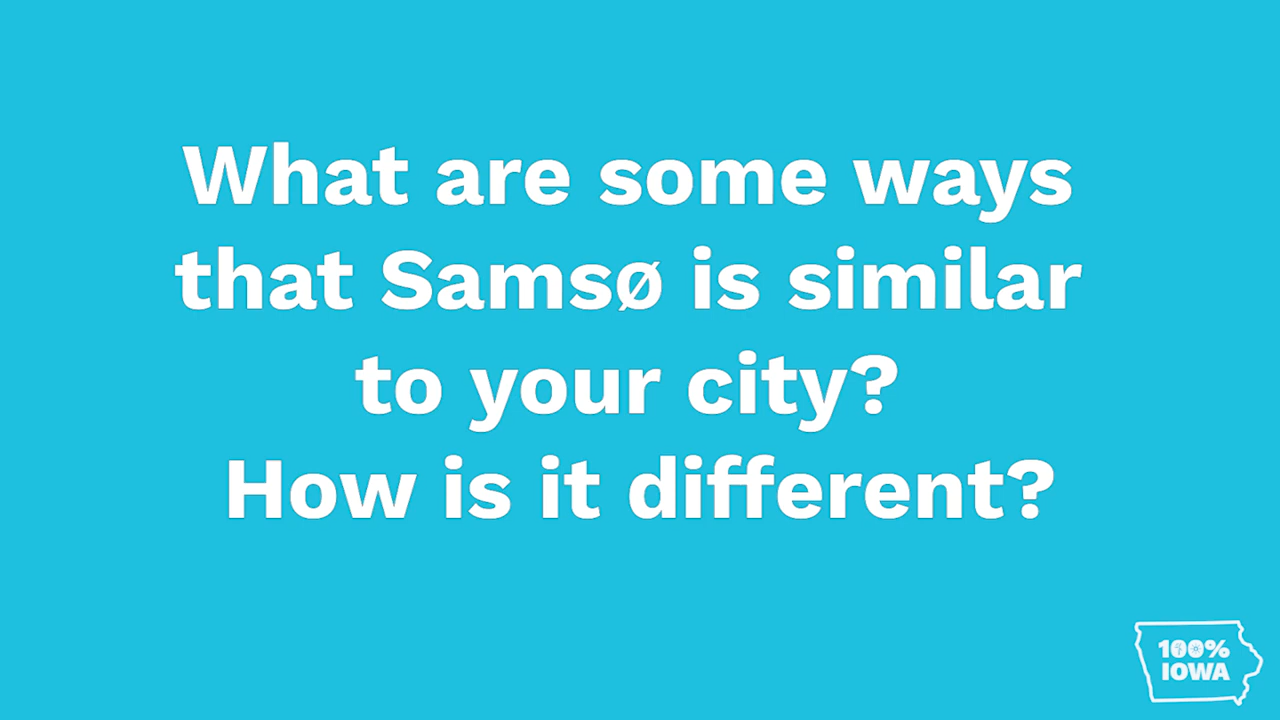 What are some ways
that Samsø is similar
to your city?
How is it different?
100%
IOWA